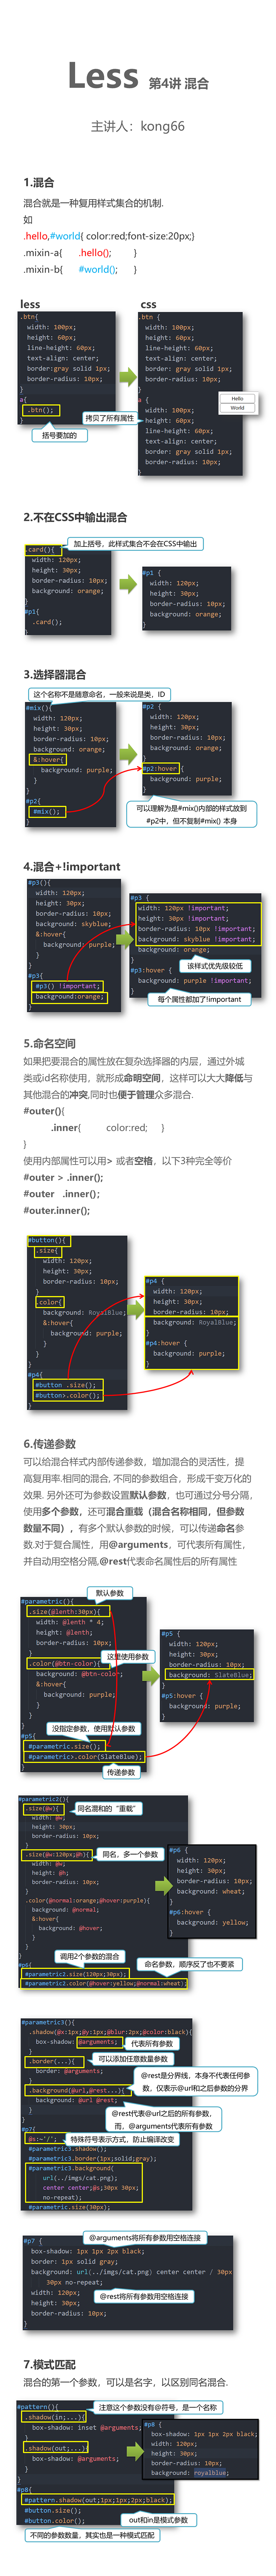 Less 第4讲 混合
主讲人：kong66
1.混合
混合就是一种复用样式集合的机制.
如
.hello,#world{ color:red;font-size:20px;}
.mixin-a{ .hello(); }
.mixin-b{ #world(); }
less
.btn{
width: 100px;
height: 60px;
line-height: 60px;
text-align: center;
border:gray solid 1px;
border-radius: 10px;
}
a{
.btn();
}
括号要加的
css
.btn {
width: 100px;
height: 60px;
line-height: 60px;
text-align: center;
border: gray solid 1px;
border-radius: 10px;
}
a {
width: 100px;
height: 60px;
line-height: 60px;
text-align: center;
border: gray solid 1px;
border-radius: 10px;
}
拷贝了所有属性
Hello
World
2.不在CSS中输出混合
.card(){
加上括号，此样式集合不会在CSS中输出
width: 120px;
height: 30px;
border-radius: 10px;
background: orange;
}
#p1{
.card();
}
#p1 {
width: 120px;
height: 30px;
border-radius: 10px;
background: orange;
}
3.选择器混合
这个名称不是随意命名，一般来说是类，ID
#mix(){
width: 120px;
height: 30px;
border-radius: 10px;
background: orange;
&:hover{
background: purple;
}
}
#p2{
#mix();
}
#p2 {
width: 120px;
height: 30px;
border-radius: 10px;
background: orange;
}
#p2:hover {
background: purple;
}
可以理解为是#mix()内部的样式放到
#p2中，但不复制#mix() 本身
4.混合+!important
#p3(){
width: 120px;
height: 30px;
border-radius: 10px;
background: skyblue;
&:hover{
background: purple;
}
}
#p3{
#p3() !important;
background:orange;
}
#p3 {
width: 120px !important;
height: 30px !important;
border-radius: 10px !important;
background: skyblue !important;
background: orange;
}
该样式优先级较低
#p3:hover {
background: purple !important;
}
每个属性都加了!important
5.命名空间
如果把要混合的属性放在复杂选择器的内层，通过外城
类或id名称使用，就形成命明空间，这样可以大大降低与
其他混合的冲突,同时也便于管理众多混合.
#outer(){
.inner{ color:red; }
}
使用内部属性可以用> 或者空格，以下3种完全等价
#outer > .inner();
#outer .inner();
#outer.inner();
#button(){
.size{
width: 120px;
height: 30px;
border-radius: 10px;
}
.color{
background: RoyalBlue;
&:hover{
background: purple;
}
}
}
#p4{
#button .size();
#button>.color();
}
#p4 {
width: 120px;
height: 30px;
border-radius: 10px;
background: RoyalBlue;
}
#p4:hover {
background: purple;
}
6.传递参数
可以给混合样式内部传递参数，增加混合的灵活性，提
高复用率.相同的混合, 不同的参数组合，形成千变万化的
效果. 另外还可为参数设置默认参数，也可通过分号分隔，
使用多个参数，还可混合重载（混合名称相同，但参数
数量不同），有多个默认参数的时候，可以传递命名参
数.对于复合属性，用@arguments，可代表所有属性，
并自动用空格分隔,@rest代表命名属性后的所有属性
默认参数
#parametric(){
.size(@lenth:30px){
width: @lenth * 4;
height: @lenth;
border-radius: 10px;
}
这里使用参数
.color(@btn-color){
background: @btn-color;
&:hover{
background: purple;
}
}
}
没指定参数，使用默认参数
#p5{
#parametric.size();
#parametric>.color(SlateBlue);
}
传递参数
#p5 {
width: 120px;
height: 30px;
border-radius: 10px;
background: SlateBlue;
}
#p5:hover {
background: purple;
}
#parametric2(){
.size(@w){
同名混和的“重载”
width: @w;
height: 30px;
border-radius: 10px;
}
.size(@w:120px;@h){
同名，多一个参数
width: @w;
height: @h;
border-radius: 10px;
}
.color(@normal:orange;@hover:purple){
background: @normal;
&:hover{
background: @hover;
}
}
}
调用2个参数的混合
#p6{
#parametric2.size(120px;30px);
#parametric2.color(@hover:yellow;@normal:wheat);
}
#p6 {
width: 120px;
height: 30px;
border-radius: 10px;
background: wheat;
}
#p6:hover {
background: yellow;
}
命名参数，顺序反了也不要紧
#parametric3(){
.shadow(@x:1px;@y:1px;@blur:2px;@color:black){
box-shadow: @arguments;
代表所有参数
}
.border(...){
可以添加任意数量参数
border: @arguments;
}
.background(@url,@rest...){
background: @url @rest;
}
}
@rest是分界线，本身不代表任何参
数，仅表示@url和之后参数的分界
@rest代表@url之后的所有参数，
而，@arguments代表所有参数
#p7{
@s:~'/';
特殊符号表示方式，防止编译改变
#parametric3.shadow();
#parametric3.border(1px;solid;gray);
#parametric3.background(
url(../imgs/cat.png);
center center;@s;30px 30px;
no-repeat);
#parametric.size(30px);
@arguments将所有参数用空格连接
#p7 {
box-shadow: 1px 1px 2px black;
border: 1px solid gray;
background: url(../imgs/cat.png) center center / 30px
30px no-repeat;
@rest将所有参数用空格连接
width: 120px;
height: 30px;
border-radius: 10px;
}
7.模式匹配
混合的第一个参数，可以是名字，以区别同名混合.
#pattern(){
注意这个参数没有@符号，是一个名称
.shadow(in;...){
box-shadow: inset @arguments;
}
.shadow(out;...){
box-shadow: @arguments;
}
}
#p8{
#pattern.shadow(out;1px;1px;2px;black);
#button.size();
#button.color();
}
#p8 {
box-shadow: 1px 1px 2px black;
width: 120px;
height: 30px;
border-radius: 10px;
background: royalblue;
out和in是模式参数
不同的参数数量，其实也是一种模式匹配